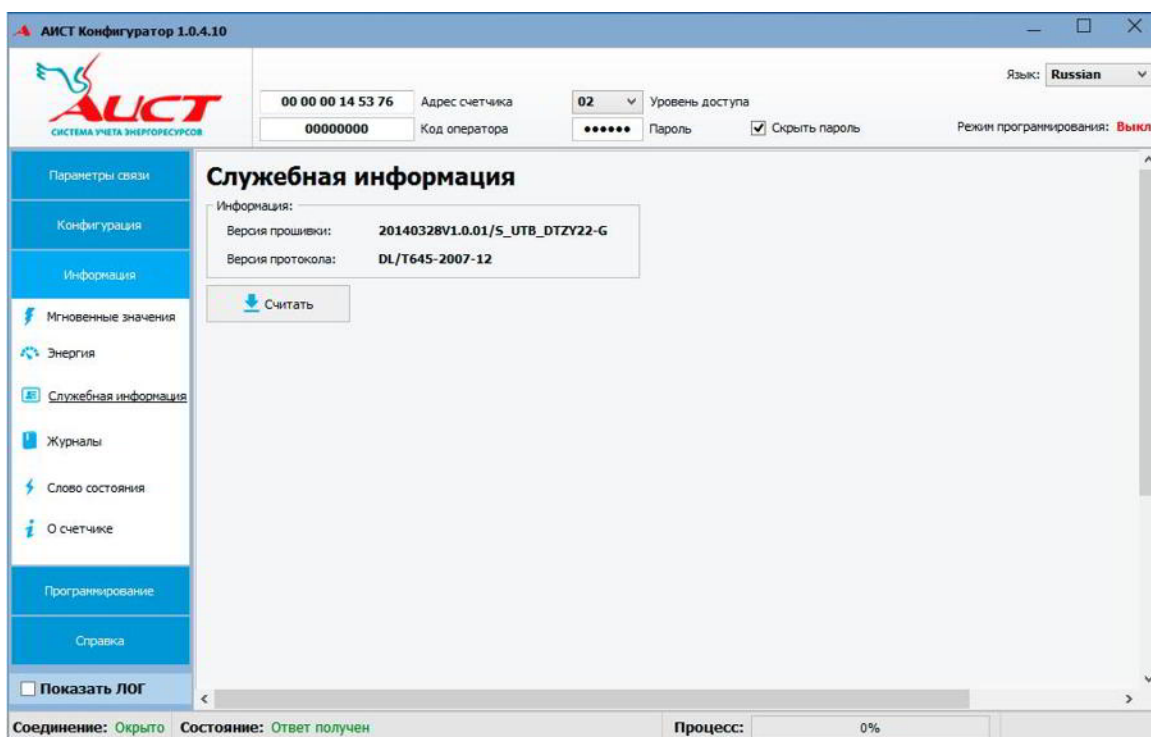 АИСТ Конфигуратор 1.0.4.10
Язык: Russian
АИСТ
СИСТЕМА УЧЕТА ЭНЕРГОРЕСУРСОВ
00 00 00 14 53 76 Адрес счетчика 02 Уровень доступа
00000000 Код оператора ●●●●●● Пароль Скрыть пароль Режим программирования: Выкл
Параметры связи
Конфигурация
Информация
Мгновенные значения
Энергия
Служебная информация
Журналы
Слово состояния
О счетчике
Программирование
Справка
Показать ЛОГ
Служебная информация
Информация:
Версия прошивки: 20140328V1.0.01/S_UTB_DTZY22-G
Версия протокола: DL/T645-2007-12
Считать
Соединение: Окрыто Состояние: Ответ получен Процесс: 0%